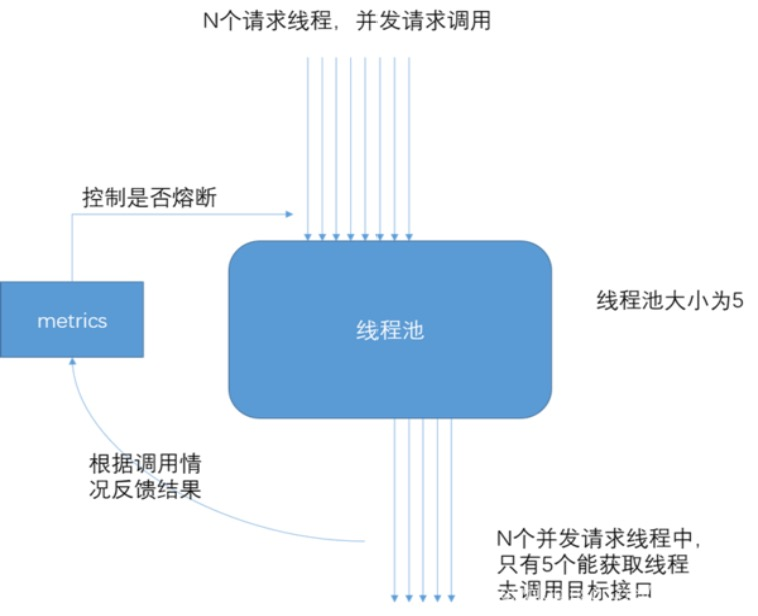 N个请求线程，并发请求调用
控制是否熔断
metrics
线程池
线程池大小为5
根据调用情
况反馈结果
N个并发请求线程中，
只有5个能获取线程
去调用目标接口